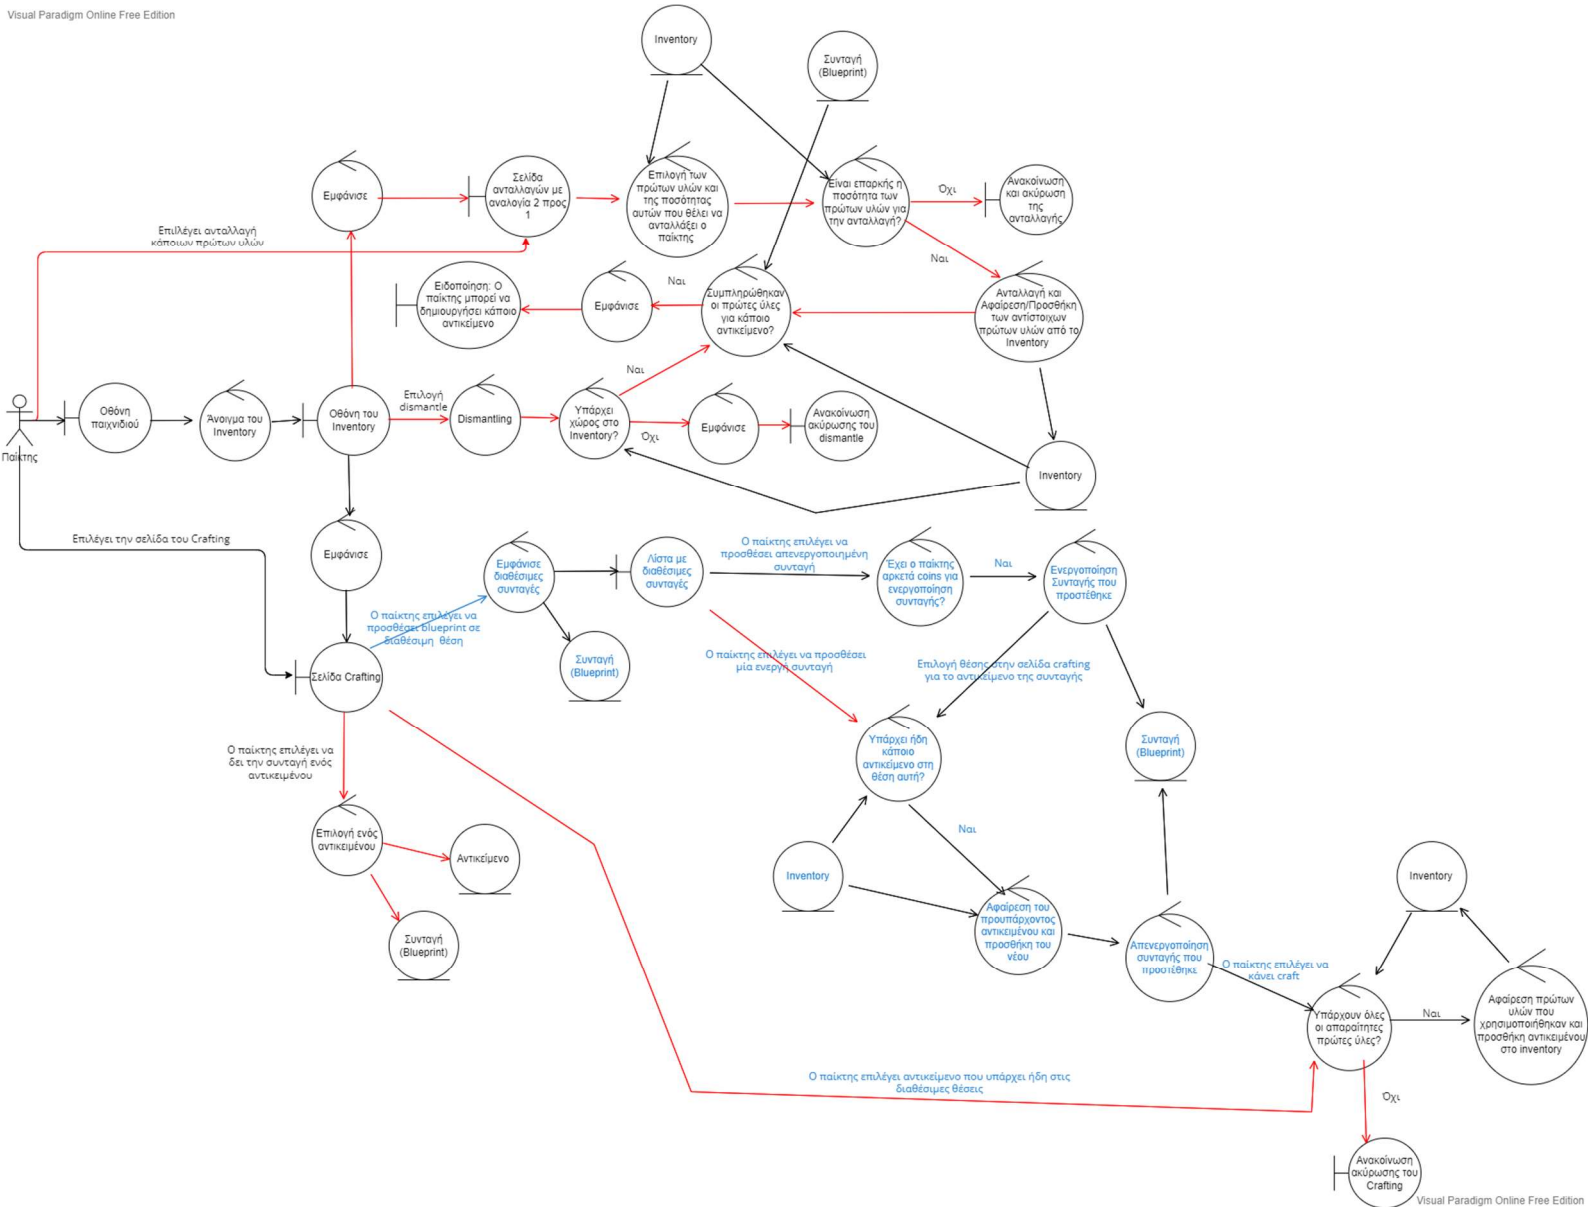 Visual Paradigm Online Free Edition
Inventory
Συνταγή
(Blueprint)
Εμφάνισε
Σελίδα
ανταλλαγών με
αναλογία 2 προς
1
Επιλογή των
πρώτων υλών και
της ποσότητας
αυτών που θέλει να
ανταλλάξει ο
παίκτης
Είναι επαρκής η
ποσότητα των
πρώτων υλών για
την ανταλλαγή?
Όχι
Ανακοίνωση
και ακύρωση
της
ανταλλαγής
Επιλλέγει ανταλλαγή
κάποιων πρώτων υλών
Ναι
Ειδοποίηση: Ο
παίκτης μπορεί να
δημιουργήσει κάποιο
αντικείμενο
Εμφάνισε
Ναι
Συμπληρώθηκαν
οι πρώτες ύλες
για κάποιο
αντικείμενο?
Ανταλλαγή και
Αφαίρεση/Προσθήκη
των αντίστοιχων
πρώτων υλών από το
Inventory
Παίκτης
Οθόνη
παιχνιδιού
Άνοιγμα του
Inventory
Οθόνη του
Inventory
Επιλογή
dismantle
Dismantling
Υπάρχει
χώρος στο
Inventory?
Ναι
Όχι
Εμφάνισε
Ανακοίνωση
ακύρωσης του
dismantle
Inventory
Επιλέγει την σελίδα του Crafting
Εμφάνισε
Ο παίκτης επιλέγει να
προσθέσει blueprint σε
διαθέσιμη θέση
Εμφάνισε
διαθέσιμες
συνταγές
Λίστα με
διαθέσιμες
συνταγές
Ο παίκτης επιλέγει να
προσθέσει απενεργοποιημένη
συνταγή
Έχει ο παίκτης
αρκετά coins για
ενεργοποίηση
συνταγής?
Ναι
Ενεργοποίηση
Συνταγής που
προστέθηκε
Συνταγή
(Blueprint)
Ο παίκτης επιλέγει να προσθέσει
μία ενεργή συνταγή
Επιλογή θέσης στην σελίδα crafting
για το αντικείμενο της συνταγής
Σελίδα Crafting
Υπάρχει ήδη
κάποιο
αντικείμενο στη
θέση αυτή?
Συνταγή
(Blueprint)
Ο παίκτης επιλέγει να
δει την συνταγή ενός
αντικειμένου
Επιλογή ενός
αντικειμένου
Αντικείμενο
Συνταγή
(Blueprint)
Ναι
Inventory
Αφαίρεση του
προυπάρχοντος
αντικειμένου και
προσθήκη του
νέου
Απενεργοποίηση
συνταγής που
προστέθηκε
Ο παίκτης επιλέγει να
κάνει craft
Inventory
Υπάρχουν όλες
οι απαραίτητες
πρώτες ύλες?
Ναι
Αφαίρεση πρώτων
υλών που
χρησιμοποιήθηκαν και
προσθήκη αντικειμένου
στο inventory
Ο παίκτης επιλέγει αντικείμενο που υπάρχει ήδη στις
διαθέσιμες θέσεις
Όχι
Ανακοίνωση
ακύρωσης του
Crafting
Visual Paradigm Online Free Edition